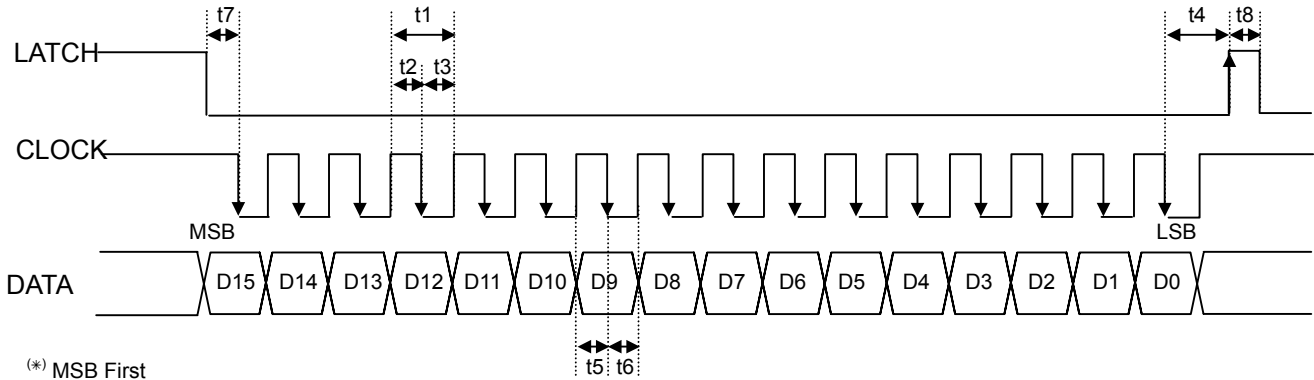 t7 t1 t4 t8
LATCH
t2 t3
CLOCK
MSB LSB
DATA D15 D14 D13 D12 D11 D10 D9 D8 D7 D6 D5 D4 D3 D2 D1 D0
t5 t6
(*) MSB First